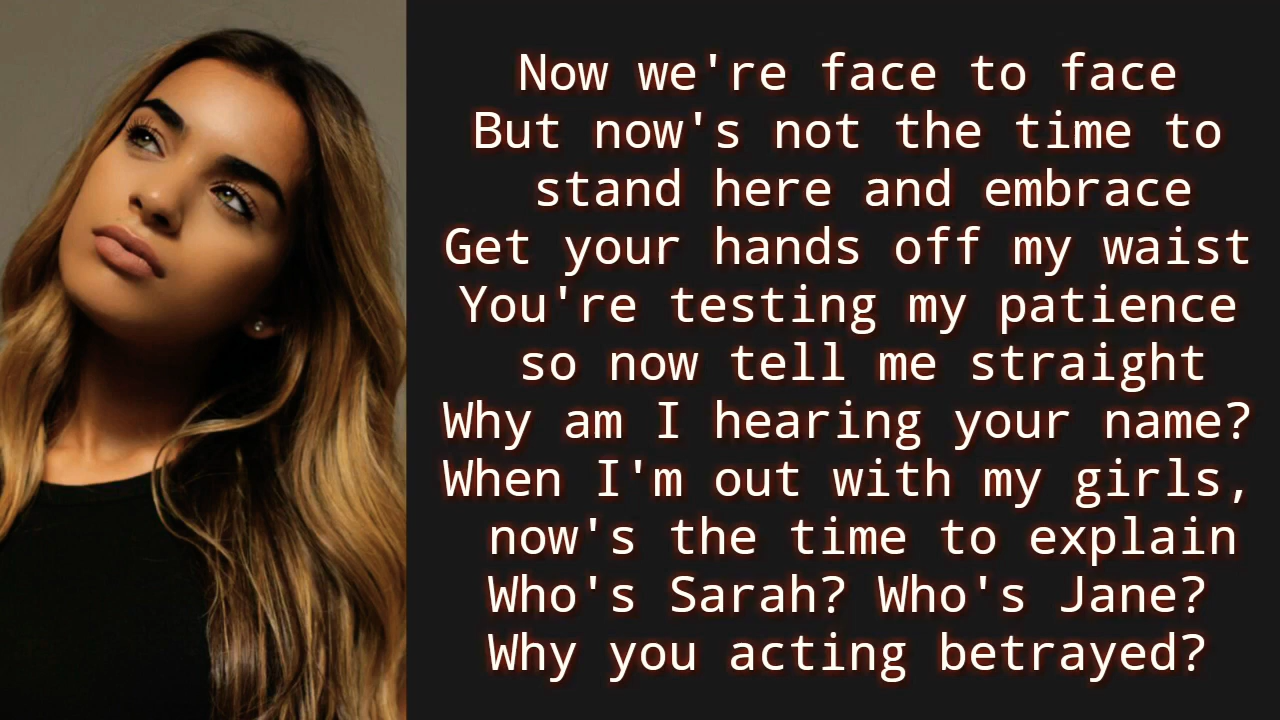 Now we're face to face
But now's not the time to
stand here and embrace
Get your hands off my waist
You're testing my patience
so now tell me straight
Why am I hearing your name?
When I'm out with my girls,
now's the time to explain
Who's Sarah? Who's Jane?
Why you acting betrayed?